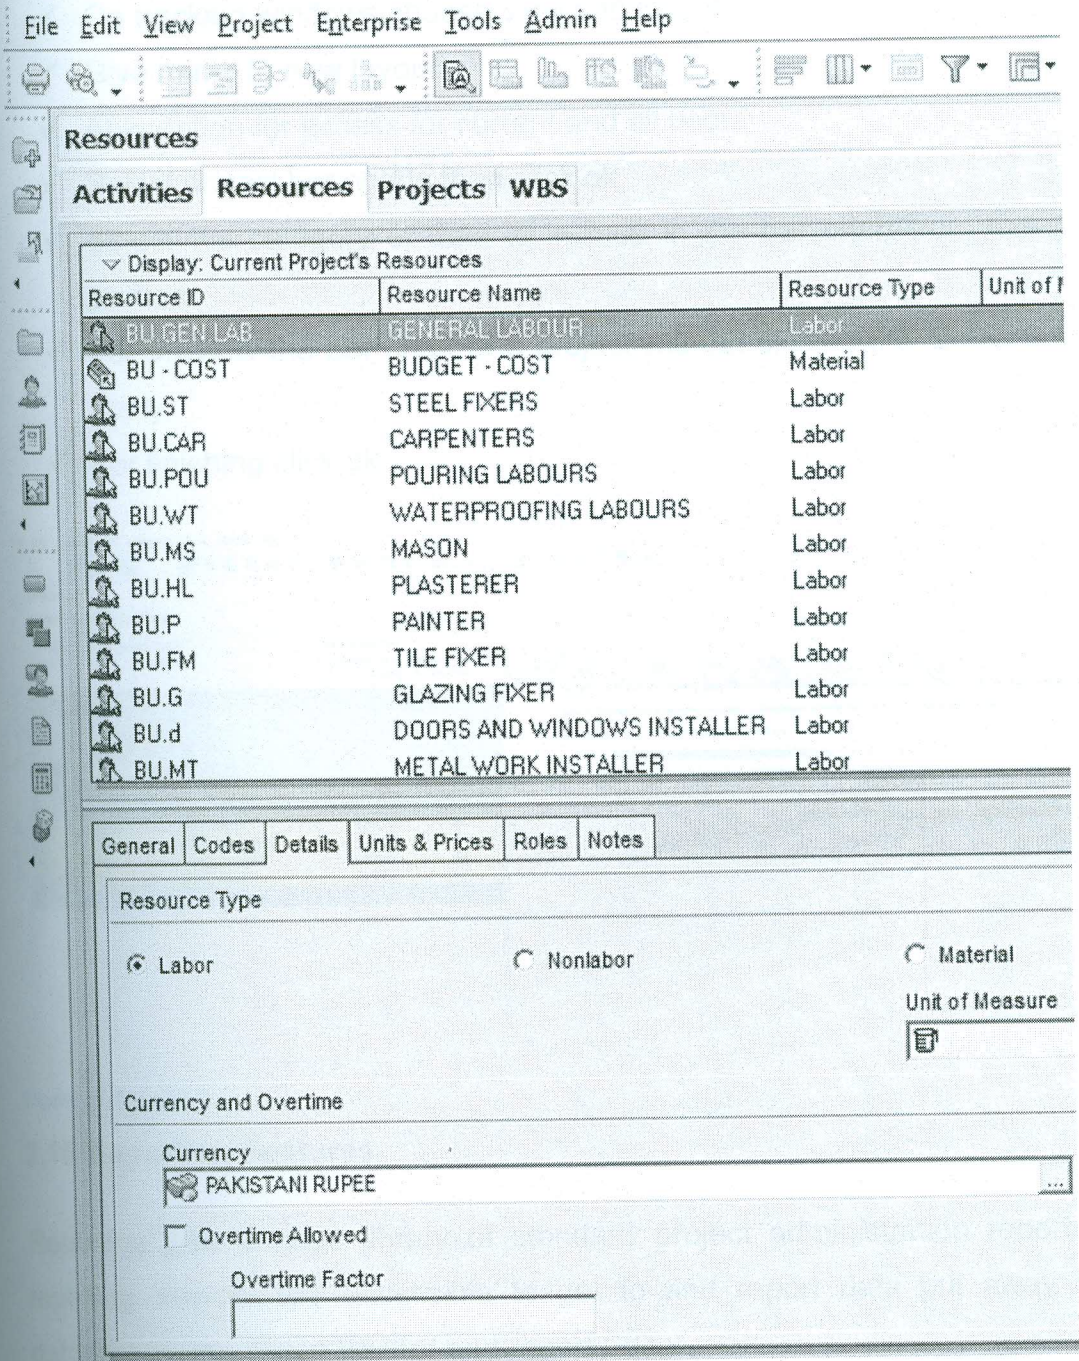 File Edit View Project Enterprise Tools Admin Help
Resources
Activities Resources Projects WBS
Display: Current Project's Resources
Resource ID Resource Name Resource Type Unit of
BU.GEN LAB GENERAL LABOUR Labor
BU - COST BUDGET - COST Material
BU.ST STEEL FIXERS Labor
BU.CAR CARPENTERS Labor
BU.POU POURING LABOURS Labor
BU.WT WATERPROOFING LABOURS Labor
BU.MS MASON Labor
BU.HL PLASTERER Labor
BU.P PAINTER Labor
BU.FM TILE FIXER Labor
BU.G GLAZING FIXER Labor
BU.d DOORS AND WINDOWS INSTALLER Labor
BU.MT METAL WORK INSTALLER Labor
General Codes Details Units & Prices Roles Notes
Resource Type
Labor Nonlabor Material
Unit of Measure
Currency and Overtime
Currency
PAKISTANI RUPEE ...
Overtime Allowed
Overtime Factor